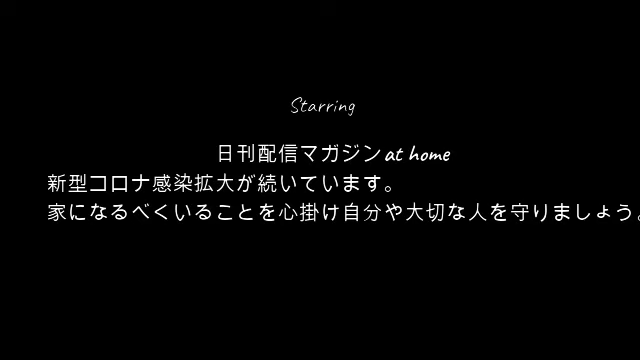 Starring
日刊配信マガジンat home
新型コロナ感染拡大が続いています。
家になるべくいることを心掛け自分や大切な人を守りましょう。